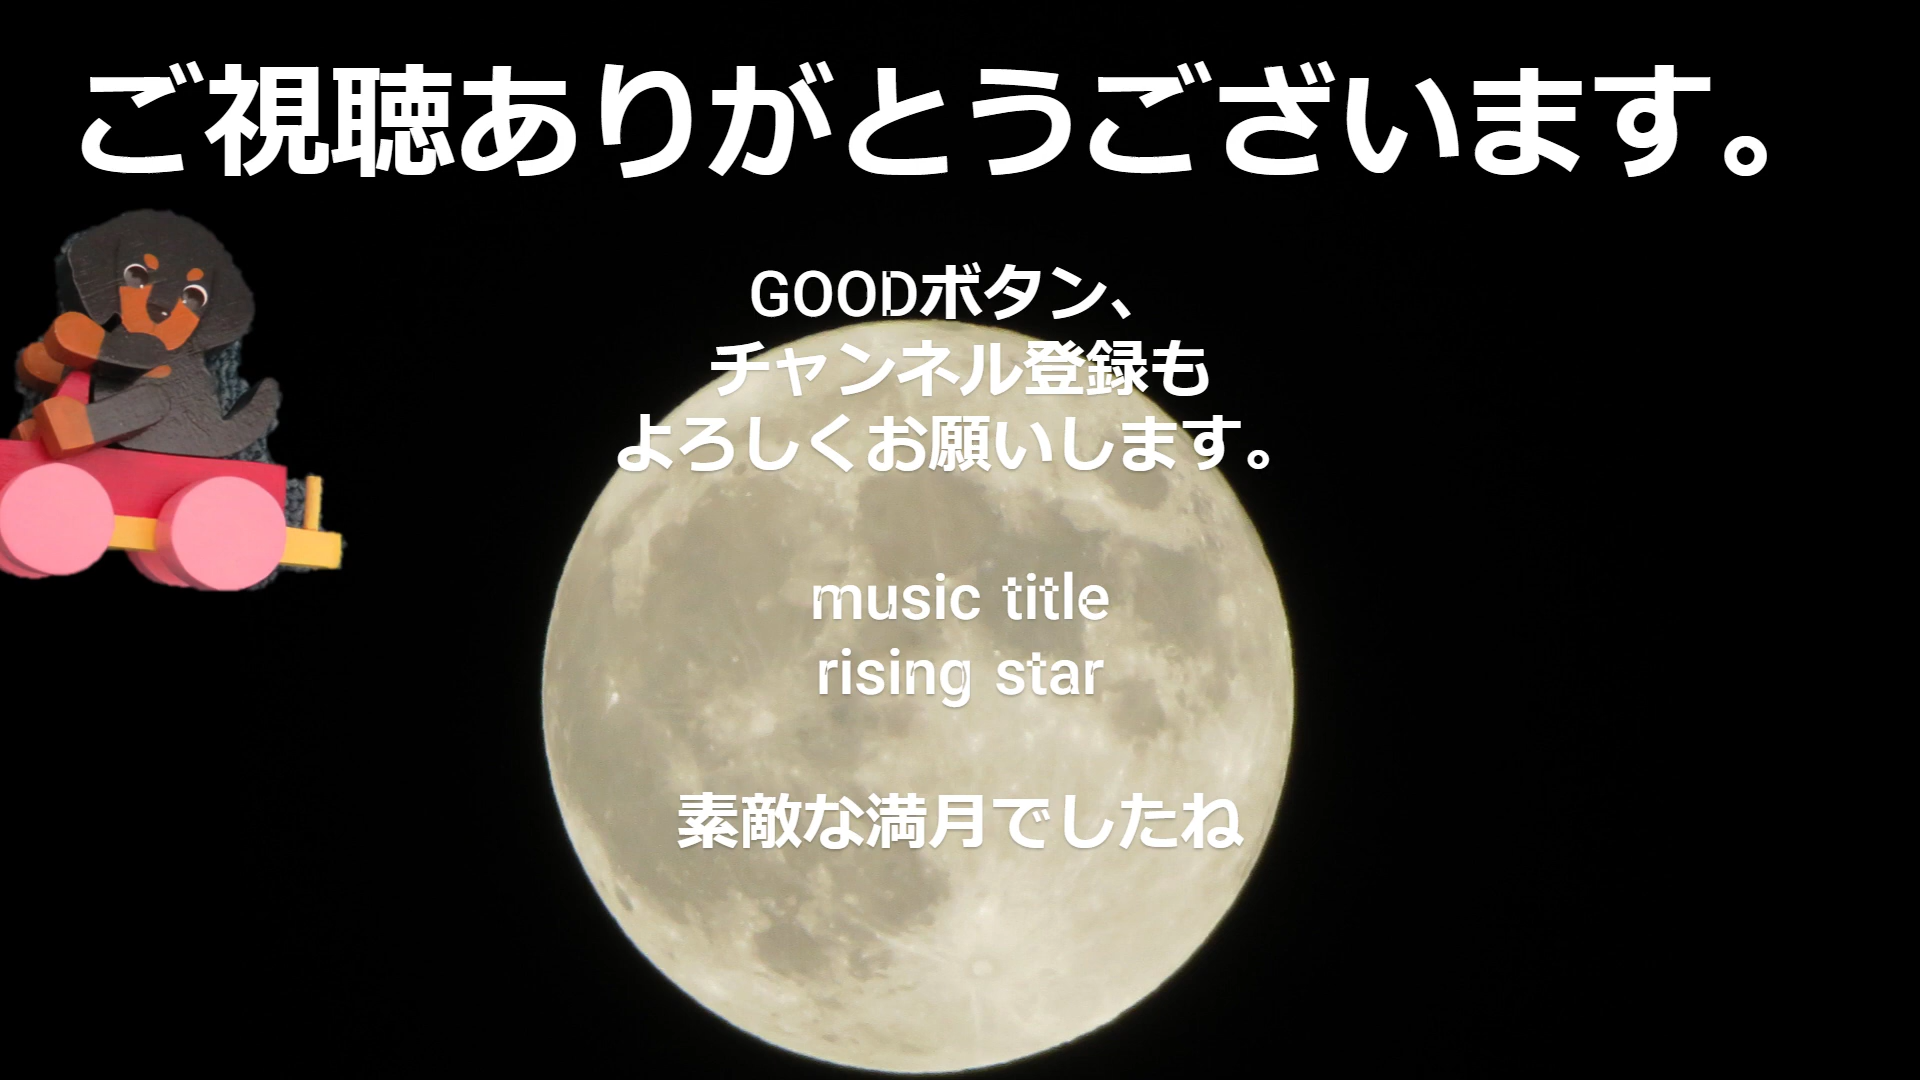 ご視聴ありがとうございます。
GOODボタン、
チャンネル登録も
よろしくお願いします。
music title
rising star
素敵な満月でしたね